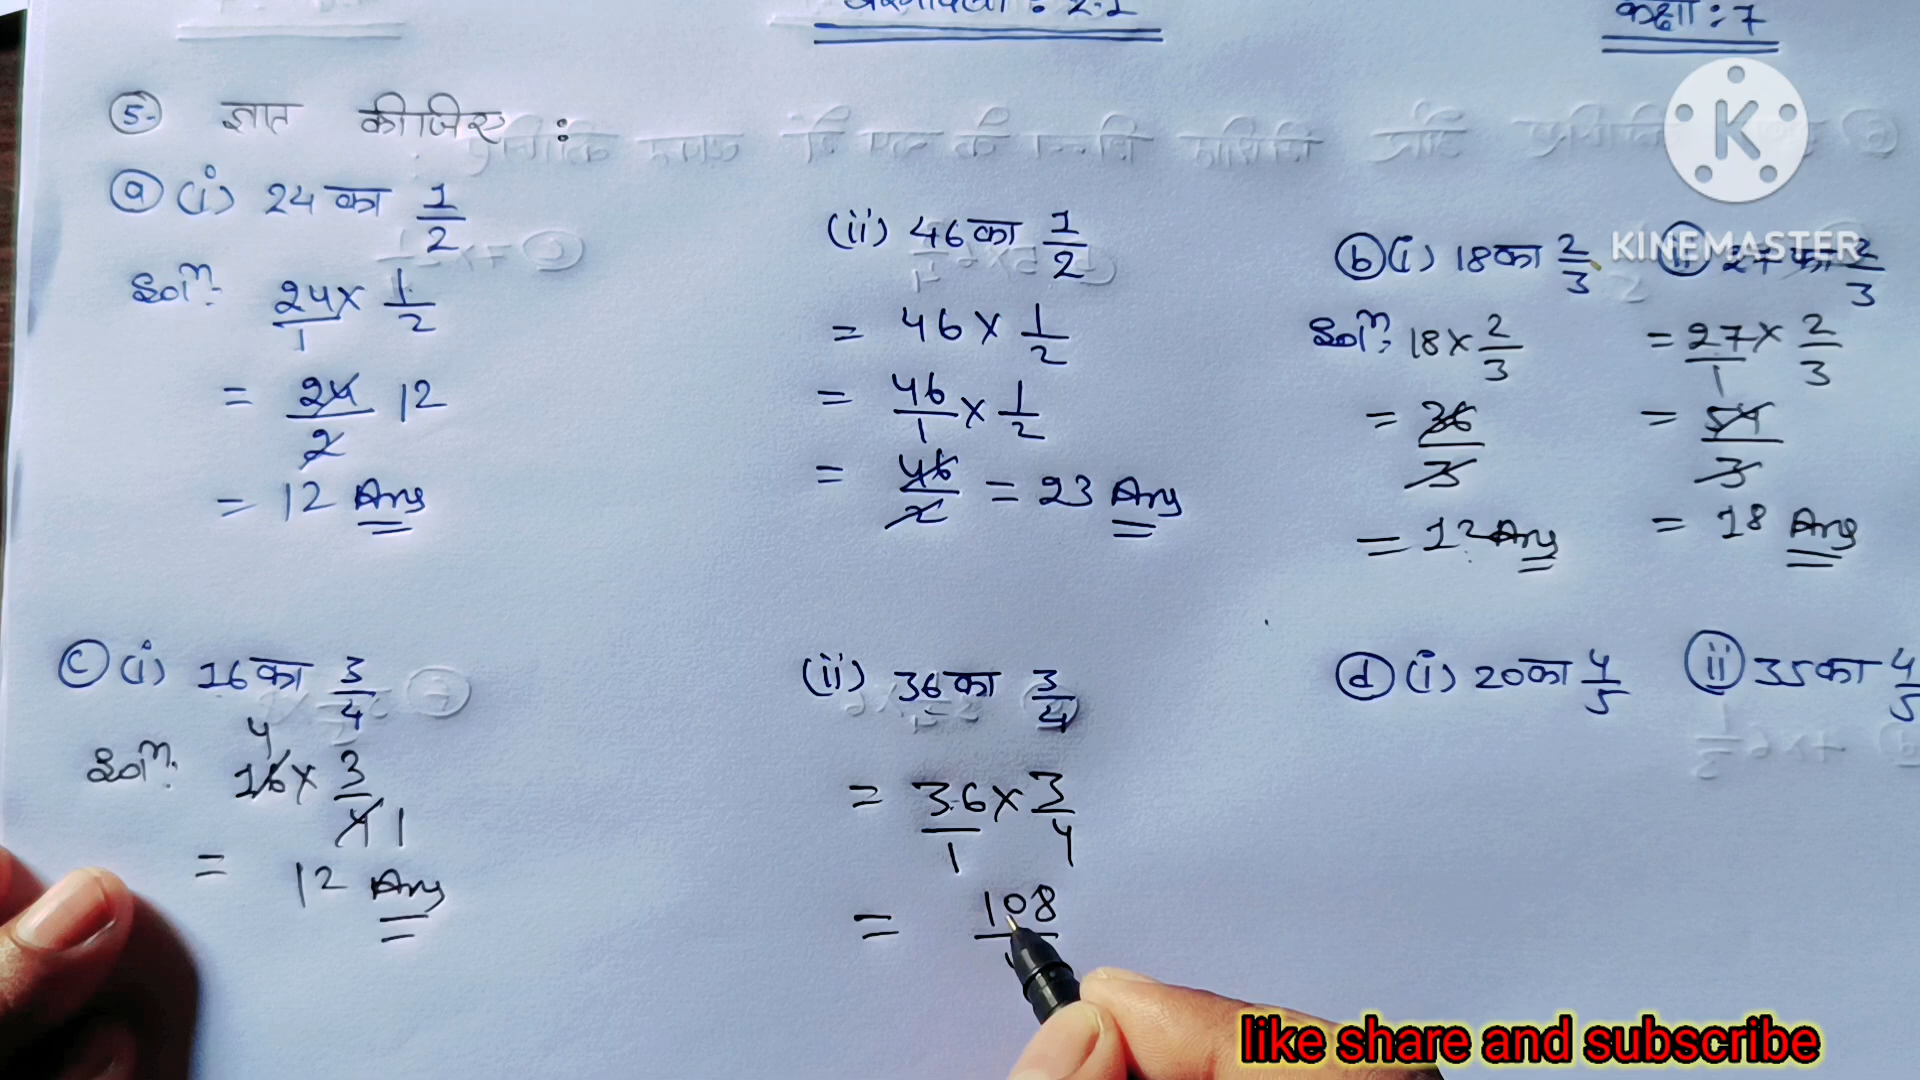 प्रश्नावली : 2.1
कक्षा : 7
5. ज्ञात कीजिए :
(a) (i) 24 का 1/2
Solⁿ: 24/1 × 1/2
= 24/2 12
= 12 Ans
(ii) 46 का 1/2
= 46 × 1/2
= 46/1 × 1/2
= 46/2 = 23 Ans
(b) (i) 18 का 2/3
Solⁿ: 18 × 2/3
= 36/3
= 12 Ans
(ii) 27 का 2/3
= 27/1 × 2/3
= 54/3
= 18 Ans
(c) (i) 16 का 3/4
4
Solⁿ: 16 × 3/4 1
= 12 Ans
(ii) 36 का 3/4
= 36/1 × 3/4
= 108
(d) (i) 20 का 4/5
(ii) 35 का 4/5
K
KINEMASTER
like share and subscribe